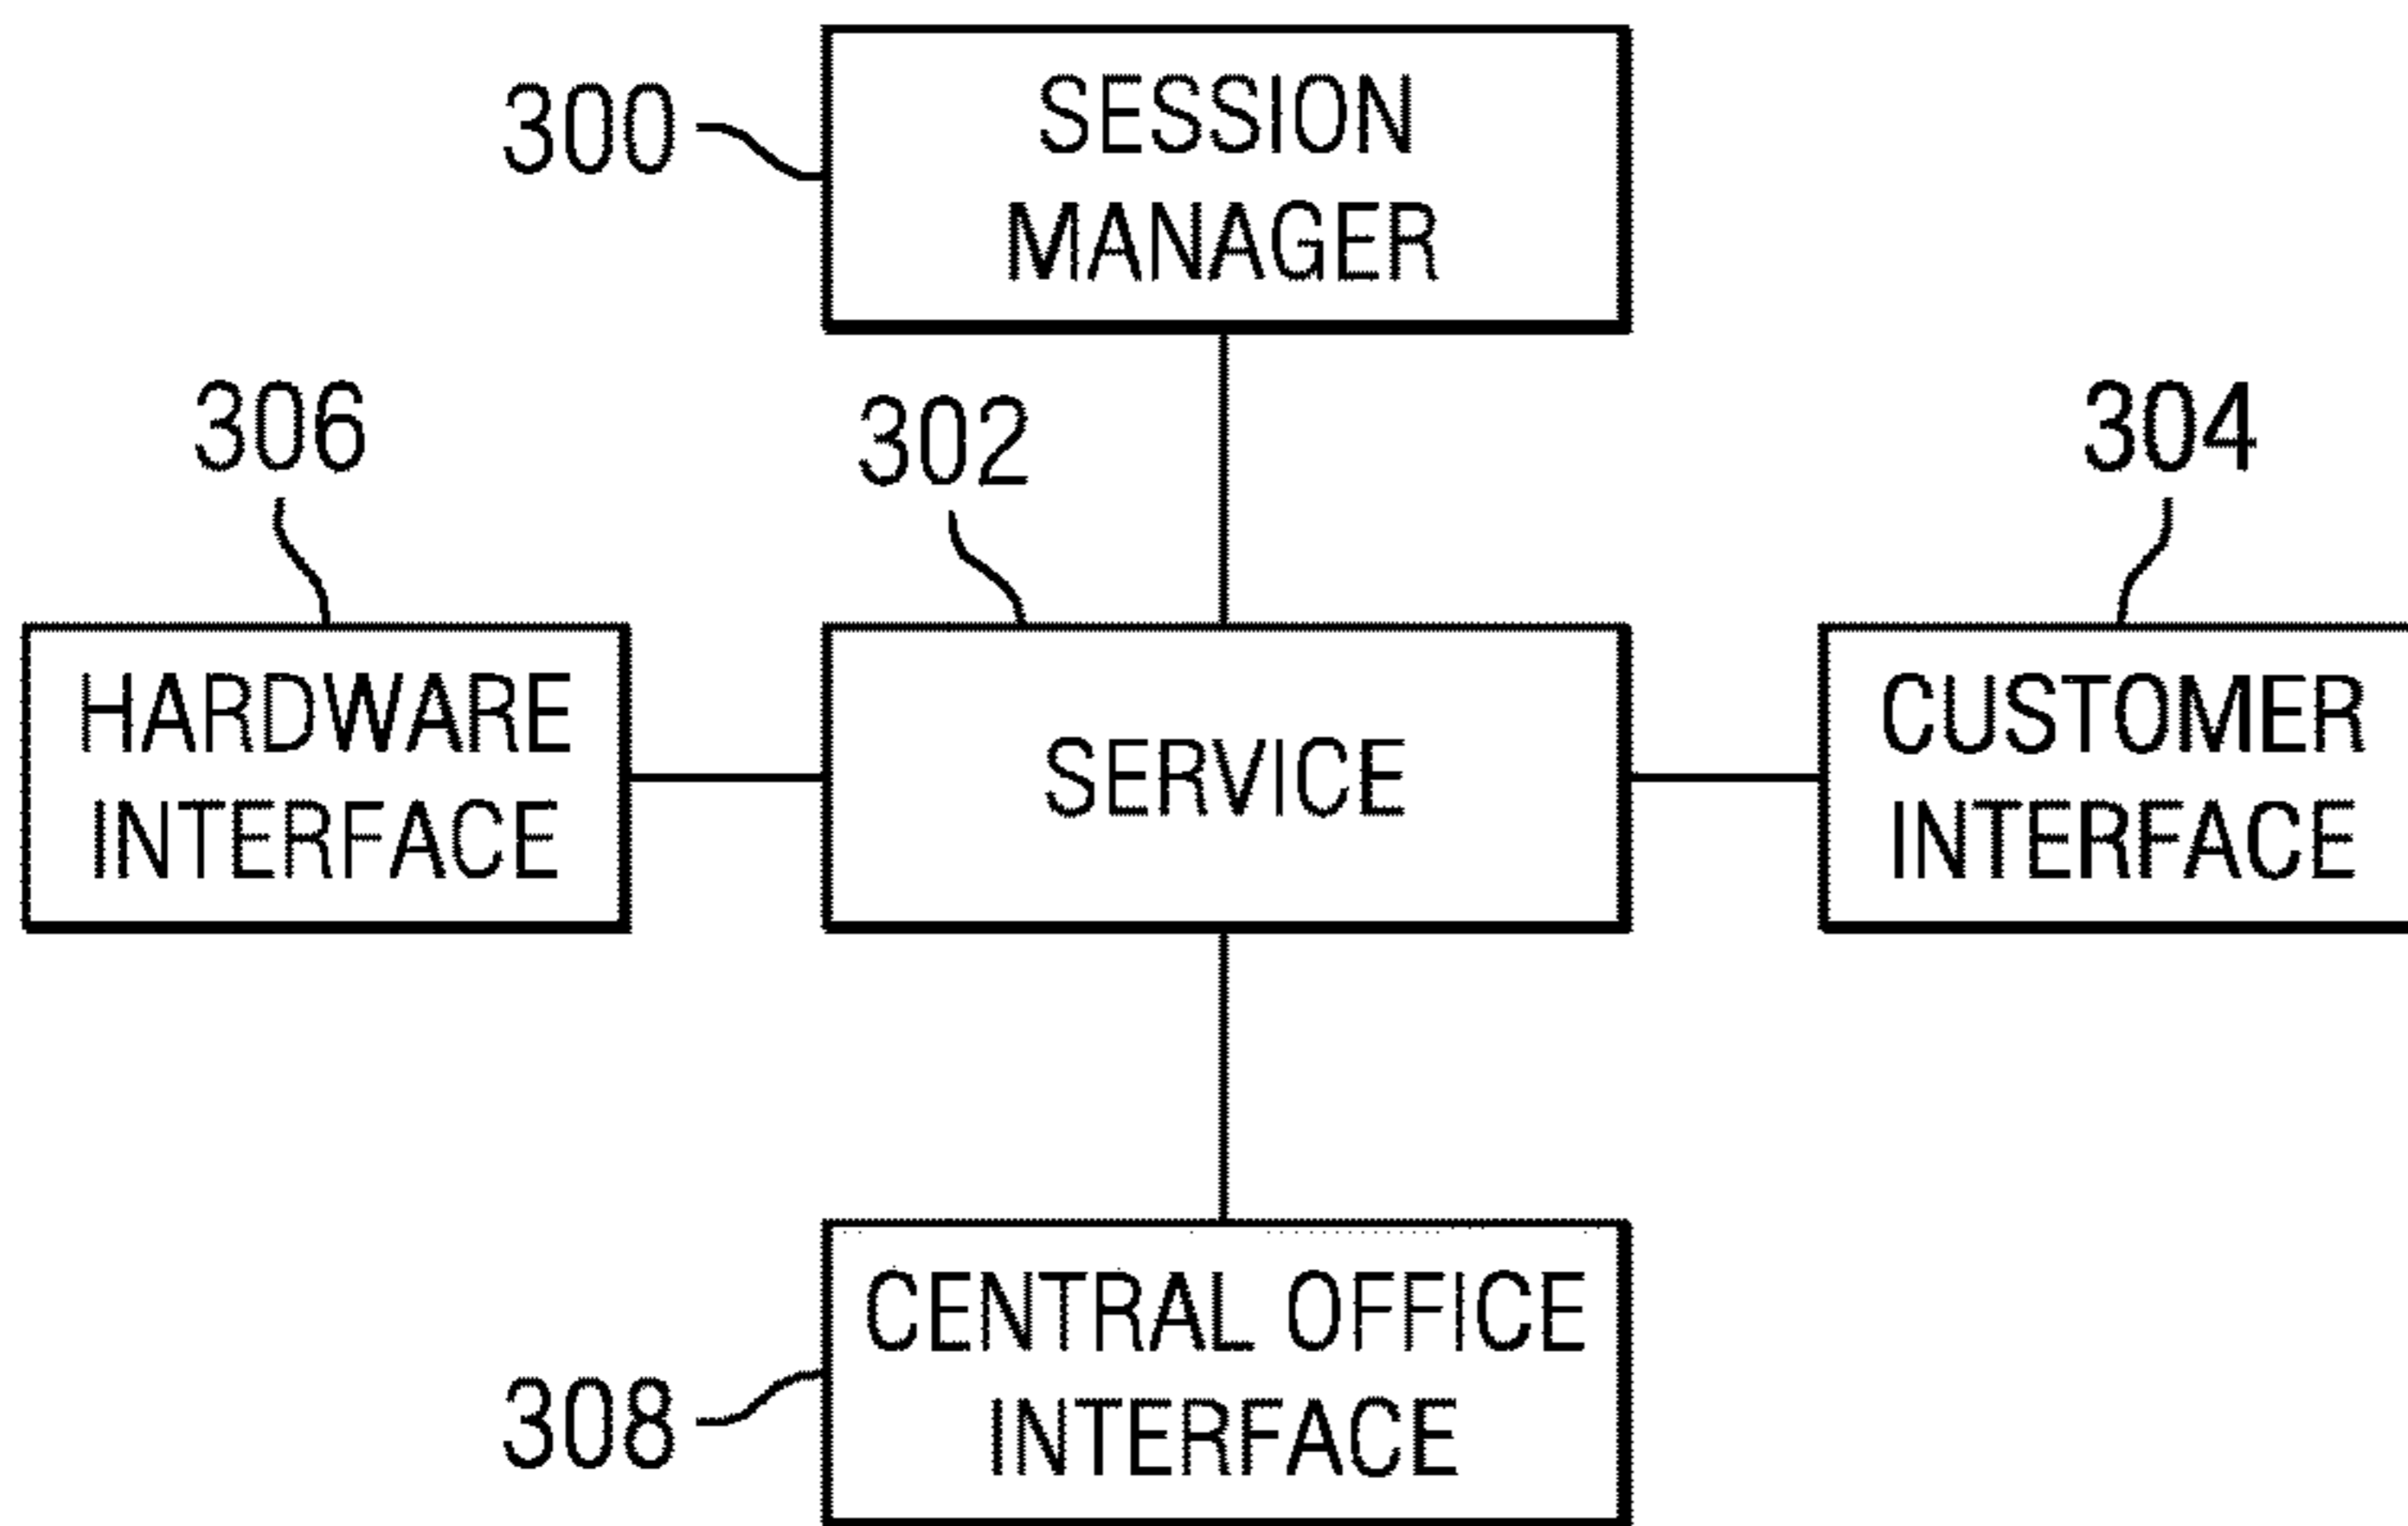 300
SESSION
MANAGER
306
302
304
HARDWARE
INTERFACE
SERVICE
CUSTOMER
INTERFACE
308
CENTRAL OFFICE
INTERFACE